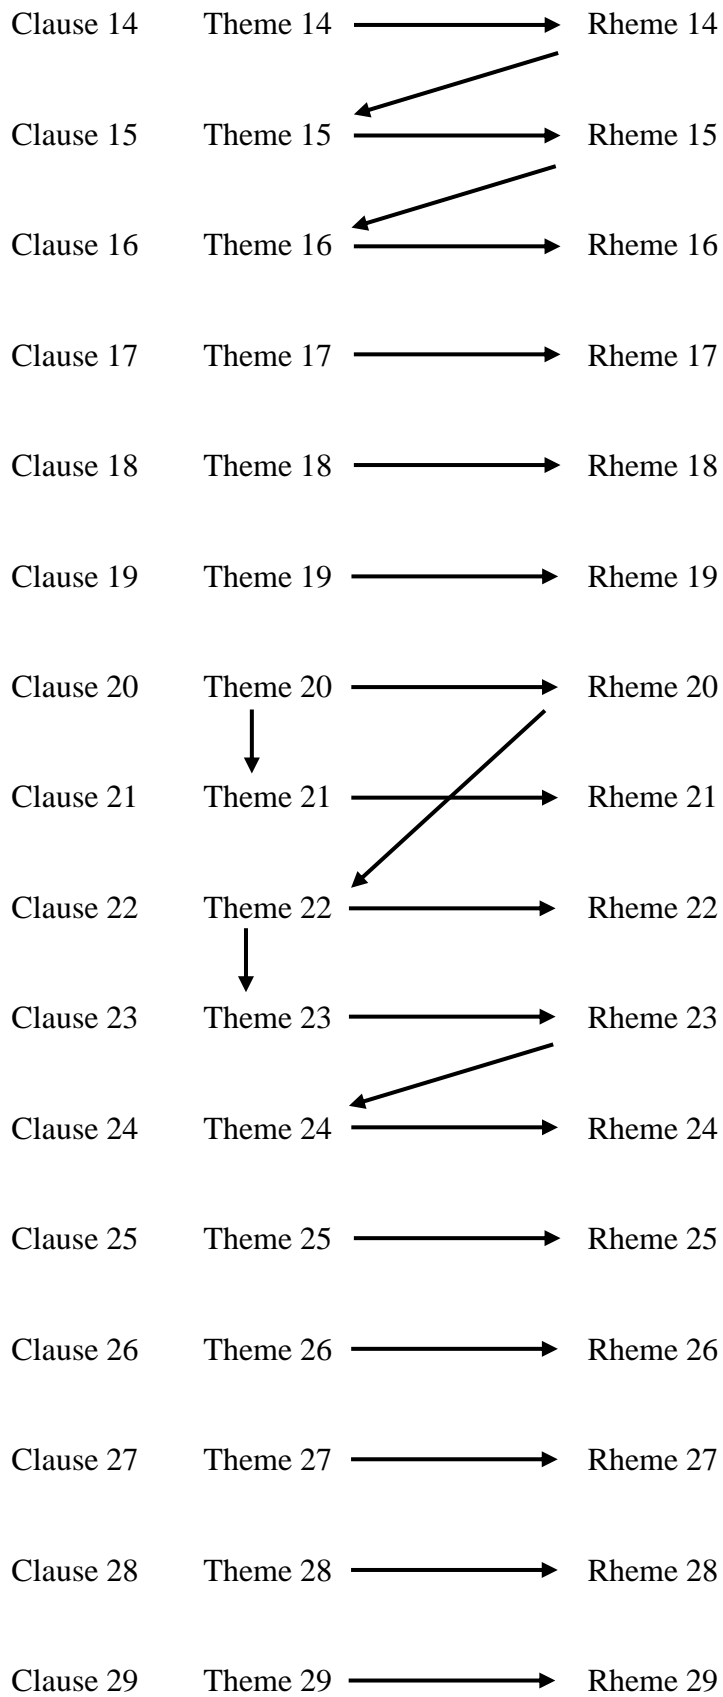 Clause 14 Theme 14 Rheme 14
Clause 15 Theme 15 Rheme 15
Clause 16 Theme 16 Rheme 16
Clause 17 Theme 17 Rheme 17
Clause 18 Theme 18 Rheme 18
Clause 19 Theme 19 Rheme 19
Clause 20 Theme 20 Rheme 20
Clause 21 Theme 21 Rheme 21
Clause 22 Theme 22 Rheme 22
Clause 23 Theme 23 Rheme 23
Clause 24 Theme 24 Rheme 24
Clause 25 Theme 25 Rheme 25
Clause 26 Theme 26 Rheme 26
Clause 27 Theme 27 Rheme 27
Clause 28 Theme 28 Rheme 28
Clause 29 Theme 29 Rheme 29